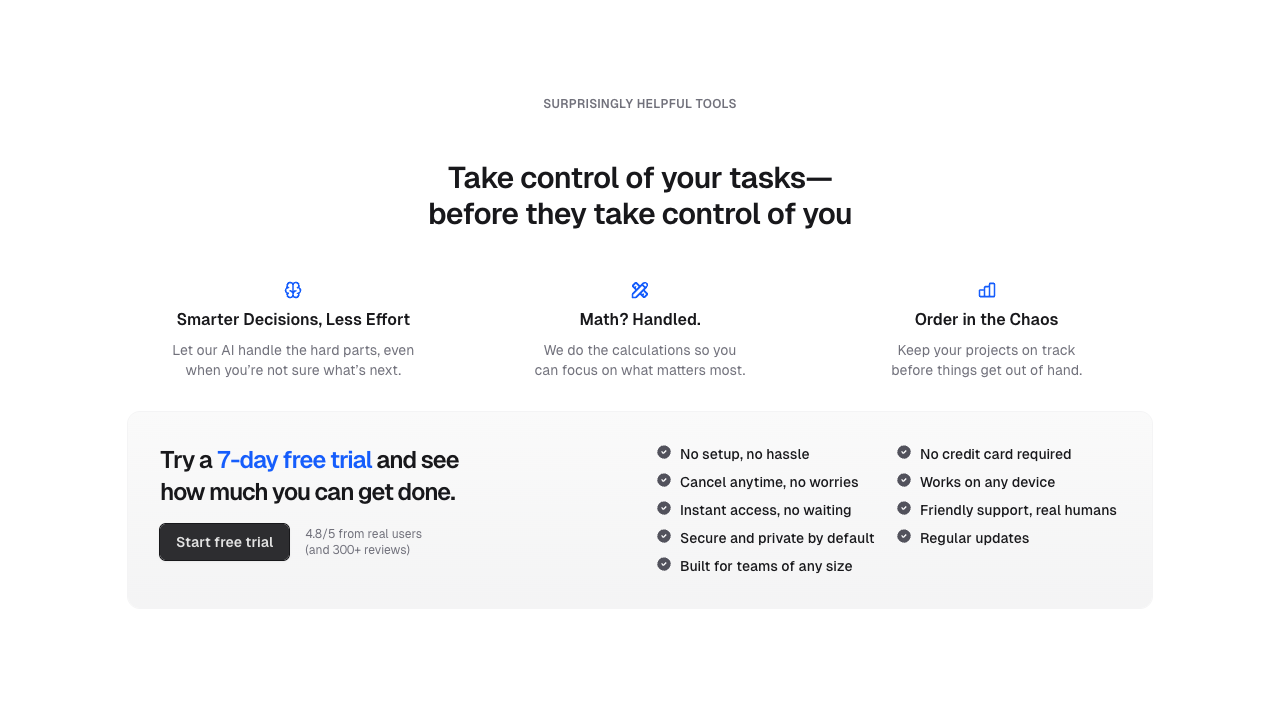 SURPRISINGLY HELPFUL TOOLS
Take control of your tasks—
before they take control of you
Smarter Decisions, Less Effort
Let our AI handle the hard parts, even
when you’re not sure what’s next.
Math? Handled.
We do the calculations so you
can focus on what matters most.
Order in the Chaos
Keep your projects on track
before things get out of hand.
Try a 7-day free trial and see
how much you can get done.
Start free trial
4.8/5 from real users
(and 300+ reviews)
No setup, no hassle
Cancel anytime, no worries
Instant access, no waiting
Secure and private by default
Built for teams of any size
No credit card required
Works on any device
Friendly support, real humans
Regular updates